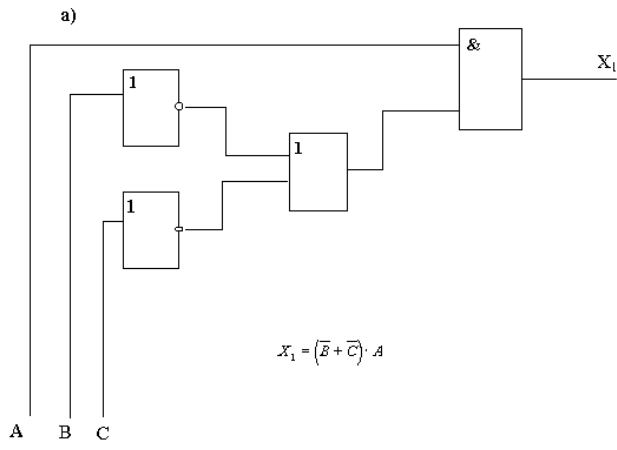 a)
&
X₁
1
1
1
X₁ = (B̅ + C̅) · A
A B C